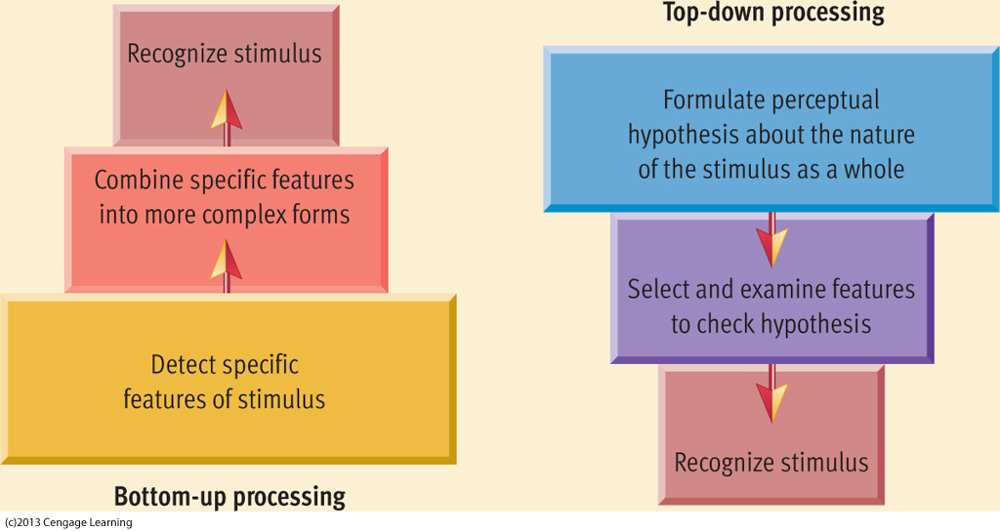 Recognize stimulus
Combine specific features
into more complex forms
Detect specific
features of stimulus
Bottom-up processing
Top-down processing
Formulate perceptual
hypothesis about the nature
of the stimulus as a whole
Select and examine features
to check hypothesis
Recognize stimulus
(c)2013 Cengage Learning